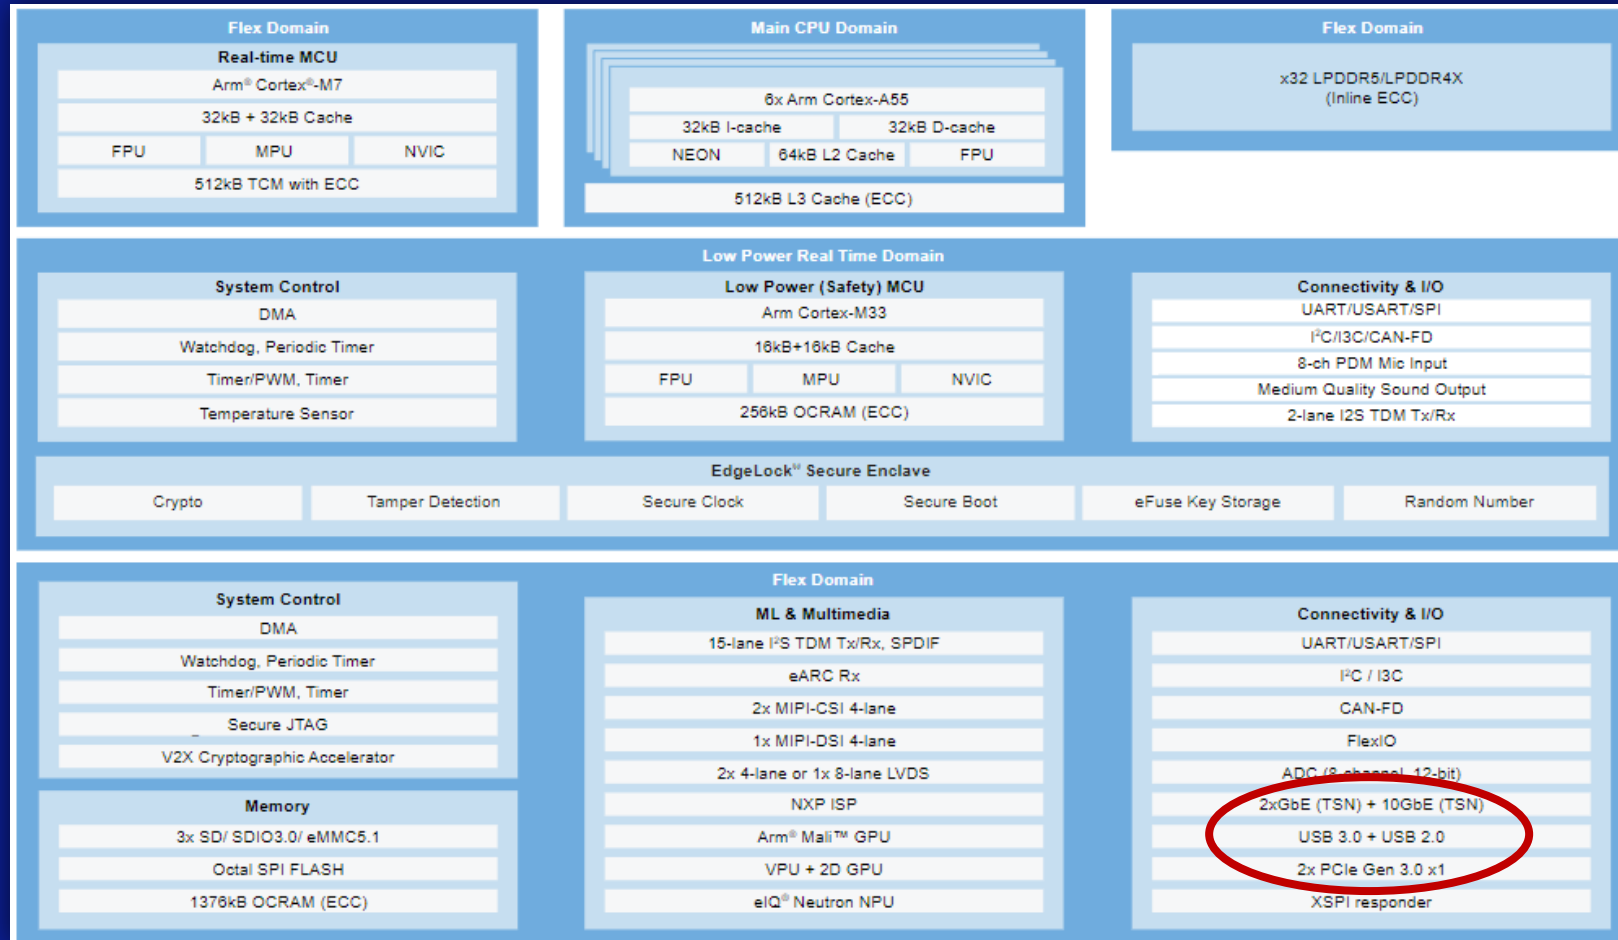 Flex Domain
Real-time MCU
Arm® Cortex®-M7
32kB + 32kB Cache
FPU
MPU
NVIC
512kB TCM with ECC
Main CPU Domain
6x Arm Cortex-A55
32kB I-cache
32kB D-cache
NEON
64kB L2 Cache
FPU
512kB L3 Cache (ECC)
Flex Domain
x32 LPDDR5/LPDDR4X
(Inline ECC)
Low Power Real Time Domain
System Control
DMA
Watchdog, Periodic Timer
Timer/PWM, Timer
Temperature Sensor
Low Power (Safety) MCU
Arm Cortex-M33
16kB+16kB Cache
FPU
MPU
NVIC
256kB OCRAM (ECC)
Connectivity & I/O
UART/USART/SPI
I²C/I3C/CAN-FD
8-ch PDM Mic Input
Medium Quality Sound Output
2-lane I2S TDM Tx/Rx
EdgeLock Secure Enclave
Crypto
Tamper Detection
Secure Clock
Secure Boot
eFuse Key Storage
Random Number
Flex Domain
System Control
DMA
Watchdog, Periodic Timer
Timer/PWM, Timer
Secure JTAG
V2X Cryptographic Accelerator
Memory
3x SD/ SDIO3.0/ eMMC5.1
Octal SPI FLASH
1376kB OCRAM (ECC)
ML & Multimedia
15-lane I²S TDM Tx/Rx, SPDIF
eARC Rx
2x MIPI-CSI 4-lane
1x MIPI-DSI 4-lane
2x 4-lane or 1x 8-lane LVDS
NXP ISP
Arm® Mali™ GPU
VPU + 2D GPU
eIQ® Neutron NPU
Connectivity & I/O
UART/USART/SPI
I²C / I3C
CAN-FD
FlexIO
ADC (8-channel, 12-bit)
2xGbE (TSN) + 10GbE (TSN)
USB 3.0 + USB 2.0
2x PCIe Gen 3.0 x1
XSPI responder